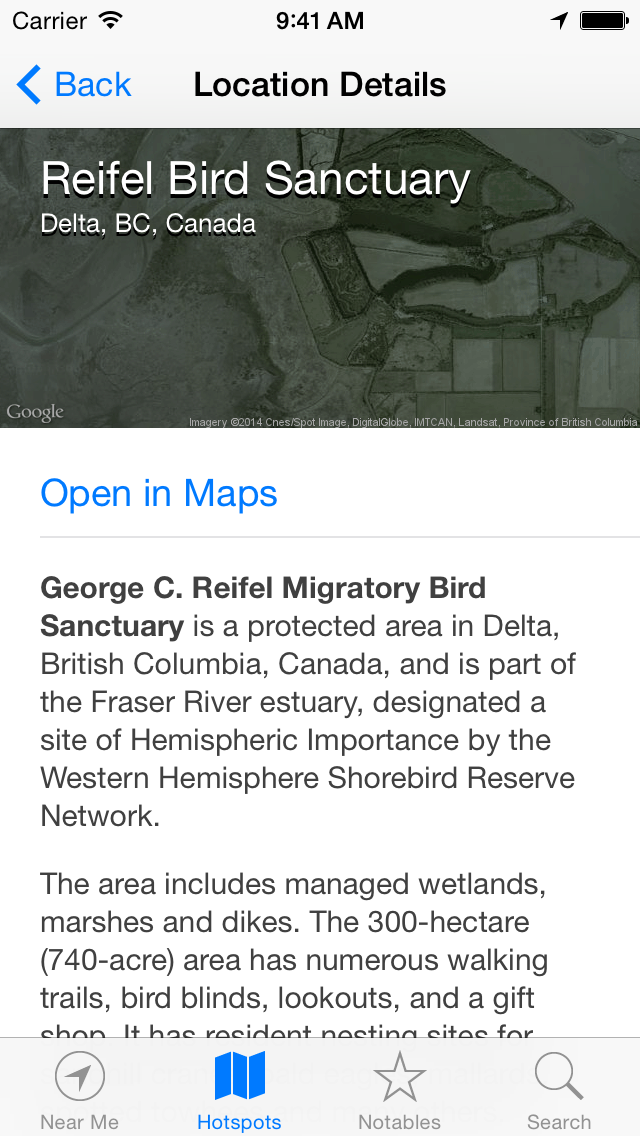 Carrier 9:41 AM
Back Location Details
Reifel Bird Sanctuary
Delta, BC, Canada
Google
Imagery ©2014 Cnes/Spot Image, DigitalGlobe, IMTCAN, Landsat, Province of British Columbia
Open in Maps
George C. Reifel Migratory Bird
Sanctuary is a protected area in Delta,
British Columbia, Canada, and is part of
the Fraser River estuary, designated a
site of Hemispheric Importance by the
Western Hemisphere Shorebird Reserve
Network.
The area includes managed wetlands,
marshes and dikes. The 300-hectare
(740-acre) area has numerous walking
trails, bird blinds, lookouts, and a gift
shop. It has resident nesting sites for
Near Me Hotspots Notables Search